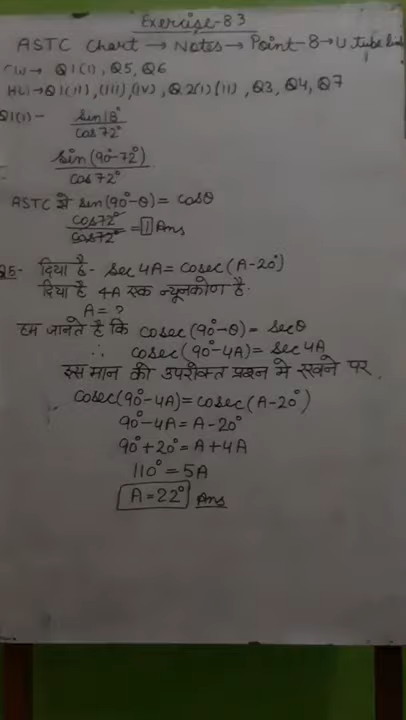 Exercise-8.3
ASTC Chart → Notes → Point-8 → U tube
CW → Q1(I), Q5, Q6
HW → Q1(II), (III), (IV), Q.2(I) (II), Q3, Q4, Q7
Q1(I) - sin18°
cos72°
sin(90°-72°)
cos72°
ASTC से sin(90°-θ) = cosθ
cos72°
cos72° = 1 Ans
Q5- दिया है- sec4A = cosec(A-20°)
दिया है 4A एक न्यूनकोण है:
A = ?
हम जानते है कि cosec(90°-θ) = secθ
∴ cosec(90°-4A) = sec4A
इस मान को उपरोक्त प्रश्न मे रखने पर
cosec(90°-4A) = cosec(A-20°)
90°-4A = A-20°
90°+20° = A+4A
110° = 5A
A = 22° Ans